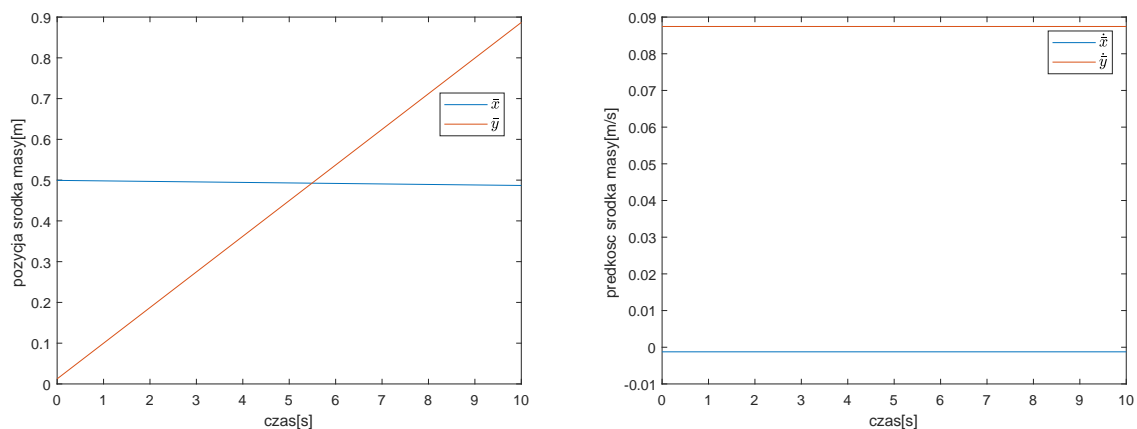 0.9
0.8
0.7
0.6
0.5
0.4
0.3
0.2
0.1
0
pozycja srodka masy[m]
x̄
ȳ
0 1 2 3 4 5 6 7 8 9 10
czas[s]
0.09
0.08
0.07
0.06
0.05
0.04
0.03
0.02
0.01
0
-0.01
predkosc srodka masy[m/s]
ẋ̄
ẏ̄
0 1 2 3 4 5 6 7 8 9 10
czas[s]